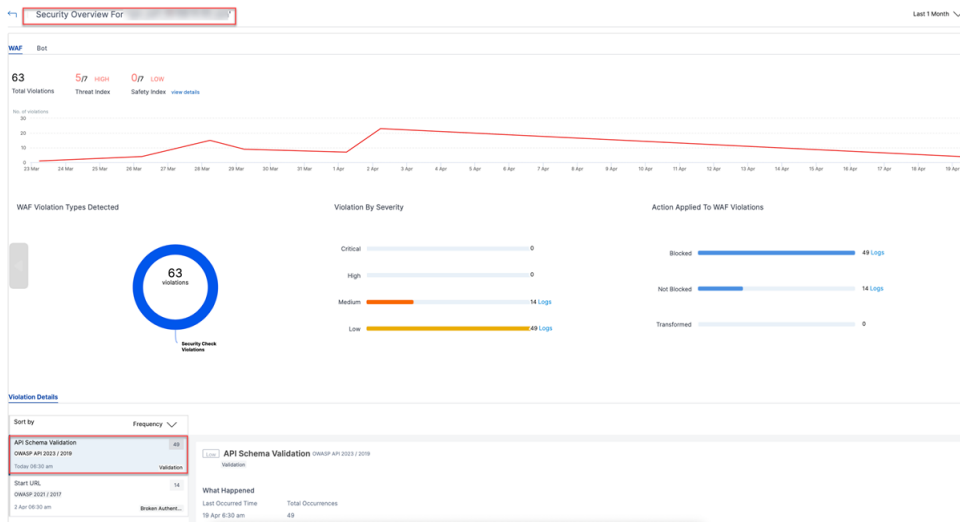 Security Overview For
Last 1 Month
WAF Bot
63 5/7 HIGH 0/7 LOW
Total Violations Threat Index Safety Index view details
No. of violations
30
20
10
0
23 Mar 24 Mar 25 Mar 26 Mar 27 Mar 28 Mar 29 Mar 30 Mar 31 Mar 1 Apr 2 Apr 3 Apr 4 Apr 5 Apr 6 Apr 7 Apr 8 Apr 9 Apr 10 Apr 11 Apr 12 Apr 13 Apr 14 Apr 15 Apr 16 Apr 17 Apr 18 Apr 19 Apr
WAF Violation Types Detected
63
violations
Security Check
Violations
Violation By Severity
Critical 0
High 0
Medium 14 Logs
Low 49 Logs
Action Applied To WAF Violations
Blocked 49 Logs
Not Blocked 14 Logs
Transformed 0
Violation Details
Sort by Frequency
API Schema Validation 49
OWASP API 2023 / 2019
Today 06:30 am Validation
Start URL 14
OWASP 2021 / 2017
2 Apr 08:30 am Broken Authent...
Low API Schema Validation OWASP API 2023 / 2019
Validation
What Happened
Last Occurred Time Total Occurrences
19 Apr 6:30 am 49